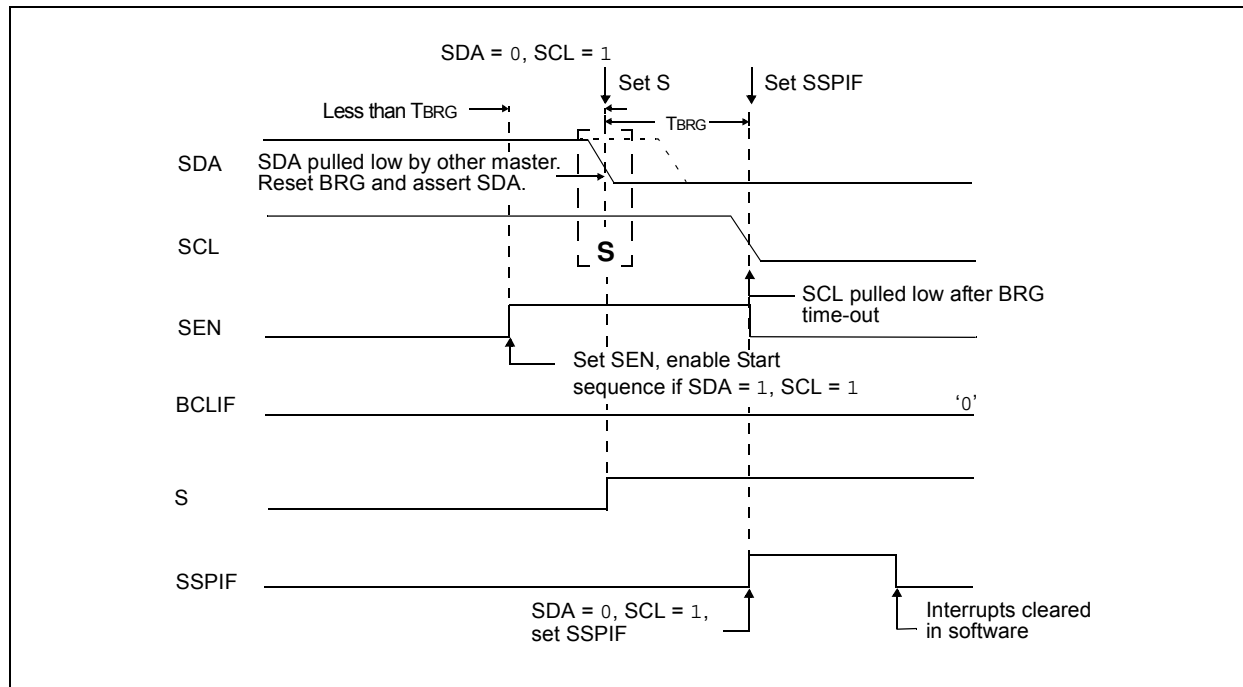 SDA = 0, SCL = 1
Set S
Set SSPIF
Less than TBRG
TBRG
SDA
SDA pulled low by other master.
Reset BRG and assert SDA.
SCL
S
SCL pulled low after BRG
time-out
SEN
Set SEN, enable Start
sequence if SDA = 1, SCL = 1
BCLIF
‘0’
S
SSPIF
SDA = 0, SCL = 1,
set SSPIF
Interrupts cleared
in software